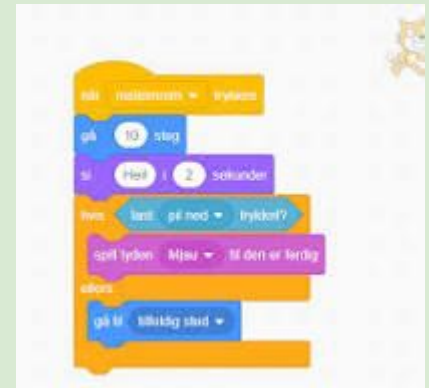 når mellomrom trykkes
gå 10 steg
si Hei! i 2 sekunder
hvis tast pil ned trykket?
spill lyden Mjau til den er ferdig
ellers
gå til tilfeldig sted